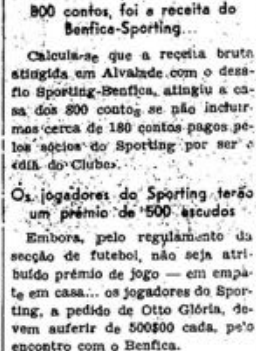 800 contos, foi a receita do
Benfica-Sporting...
Calcula-se que a receita bruta
atingida em Alvalade com o desa-
fio Sporting-Benfica, atingiu a ca-
sa dos 800 contos se não incluir-
mos cerca de 180 contos pagos pe-
los sócios do Sporting por ser o
«dia do Clube».
Os jogadores do Sporting terão
um prémio de 500 escudos
Embora, pelo regulamento da
secção de futebol, não seja atri-
buído prémio de jogo — em empa-
te em casa... os jogadores do Spor-
ting, a pedido de Otto Glória, de-
vem auferir de 500$00 cada, pelo
encontro com o Benfica.